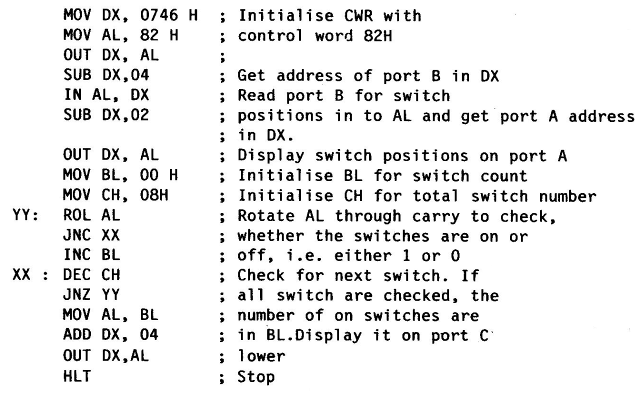 MOV DX, 0746 H ; Initialise CWR with
MOV AL, 82 H ; control word 82H
OUT DX, AL ;
SUB DX,04 ; Get address of port B in DX
IN AL, DX ; Read port B for switch
SUB DX,02 ; positions in to AL and get port A address
; in DX.
OUT DX, AL ; Display switch positions on port A
MOV BL, 00 H ; Initialise BL for switch count
MOV CH, 08H ; Initialise CH for total switch number
YY: ROL AL ; Rotate AL through carry to check,
JNC XX ; whether the switches are on or
INC BL ; off, i.e. either 1 or 0
XX : DEC CH ; Check for next switch. If
JNZ YY ; all switch are checked, the
MOV AL, BL ; number of on switches are
ADD DX, 04 ; in BL.Display it on port C
OUT DX,AL ; lower
HLT ; Stop